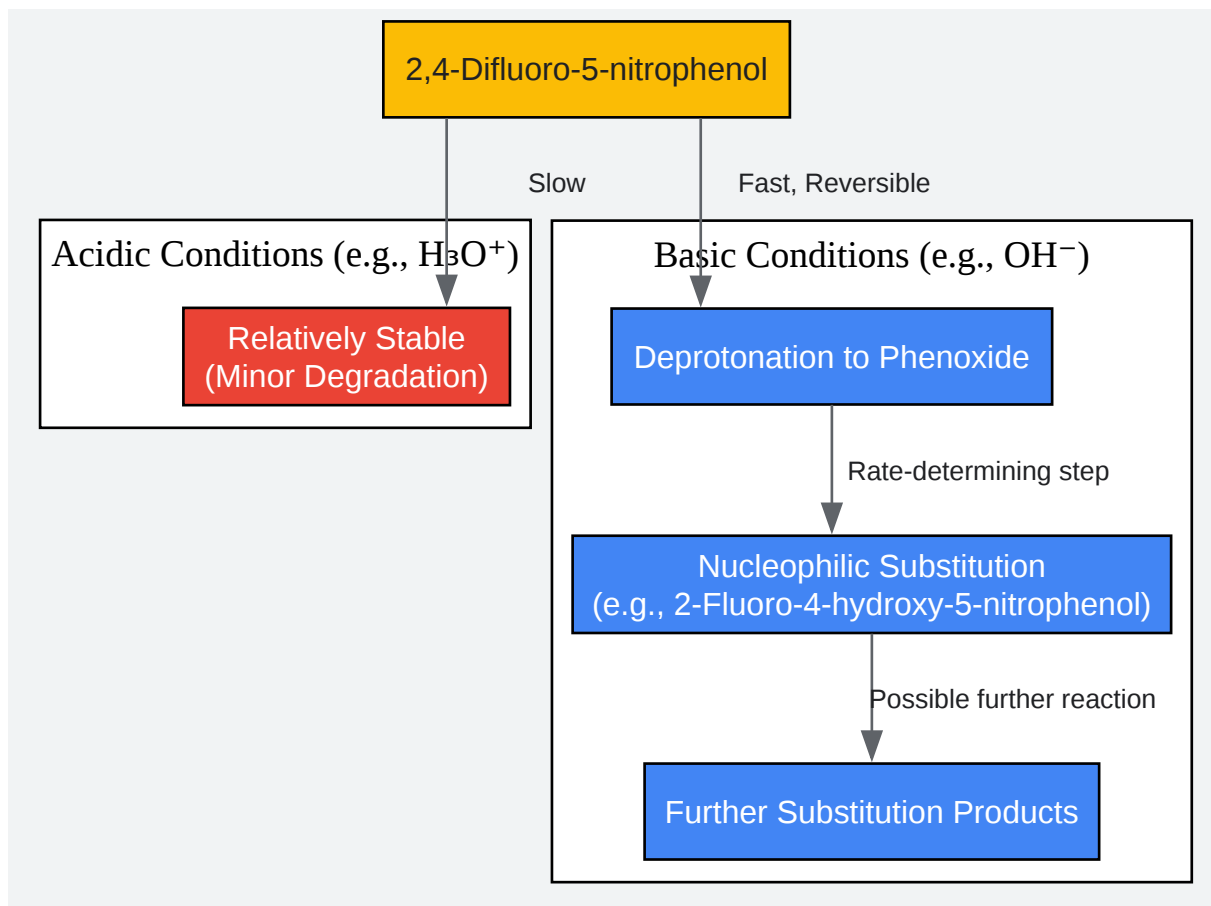 2,4-Difluoro-5-nitrophenol
Slow
Fast, Reversible
Acidic Conditions (e.g., H₃O⁺)
Relatively Stable
(Minor Degradation)
Basic Conditions (e.g., OH⁻)
Deprotonation to Phenoxide
Rate-determining step
Nucleophilic Substitution
(e.g., 2-Fluoro-4-hydroxy-5-nitrophenol)
Possible further reaction
Further Substitution Products